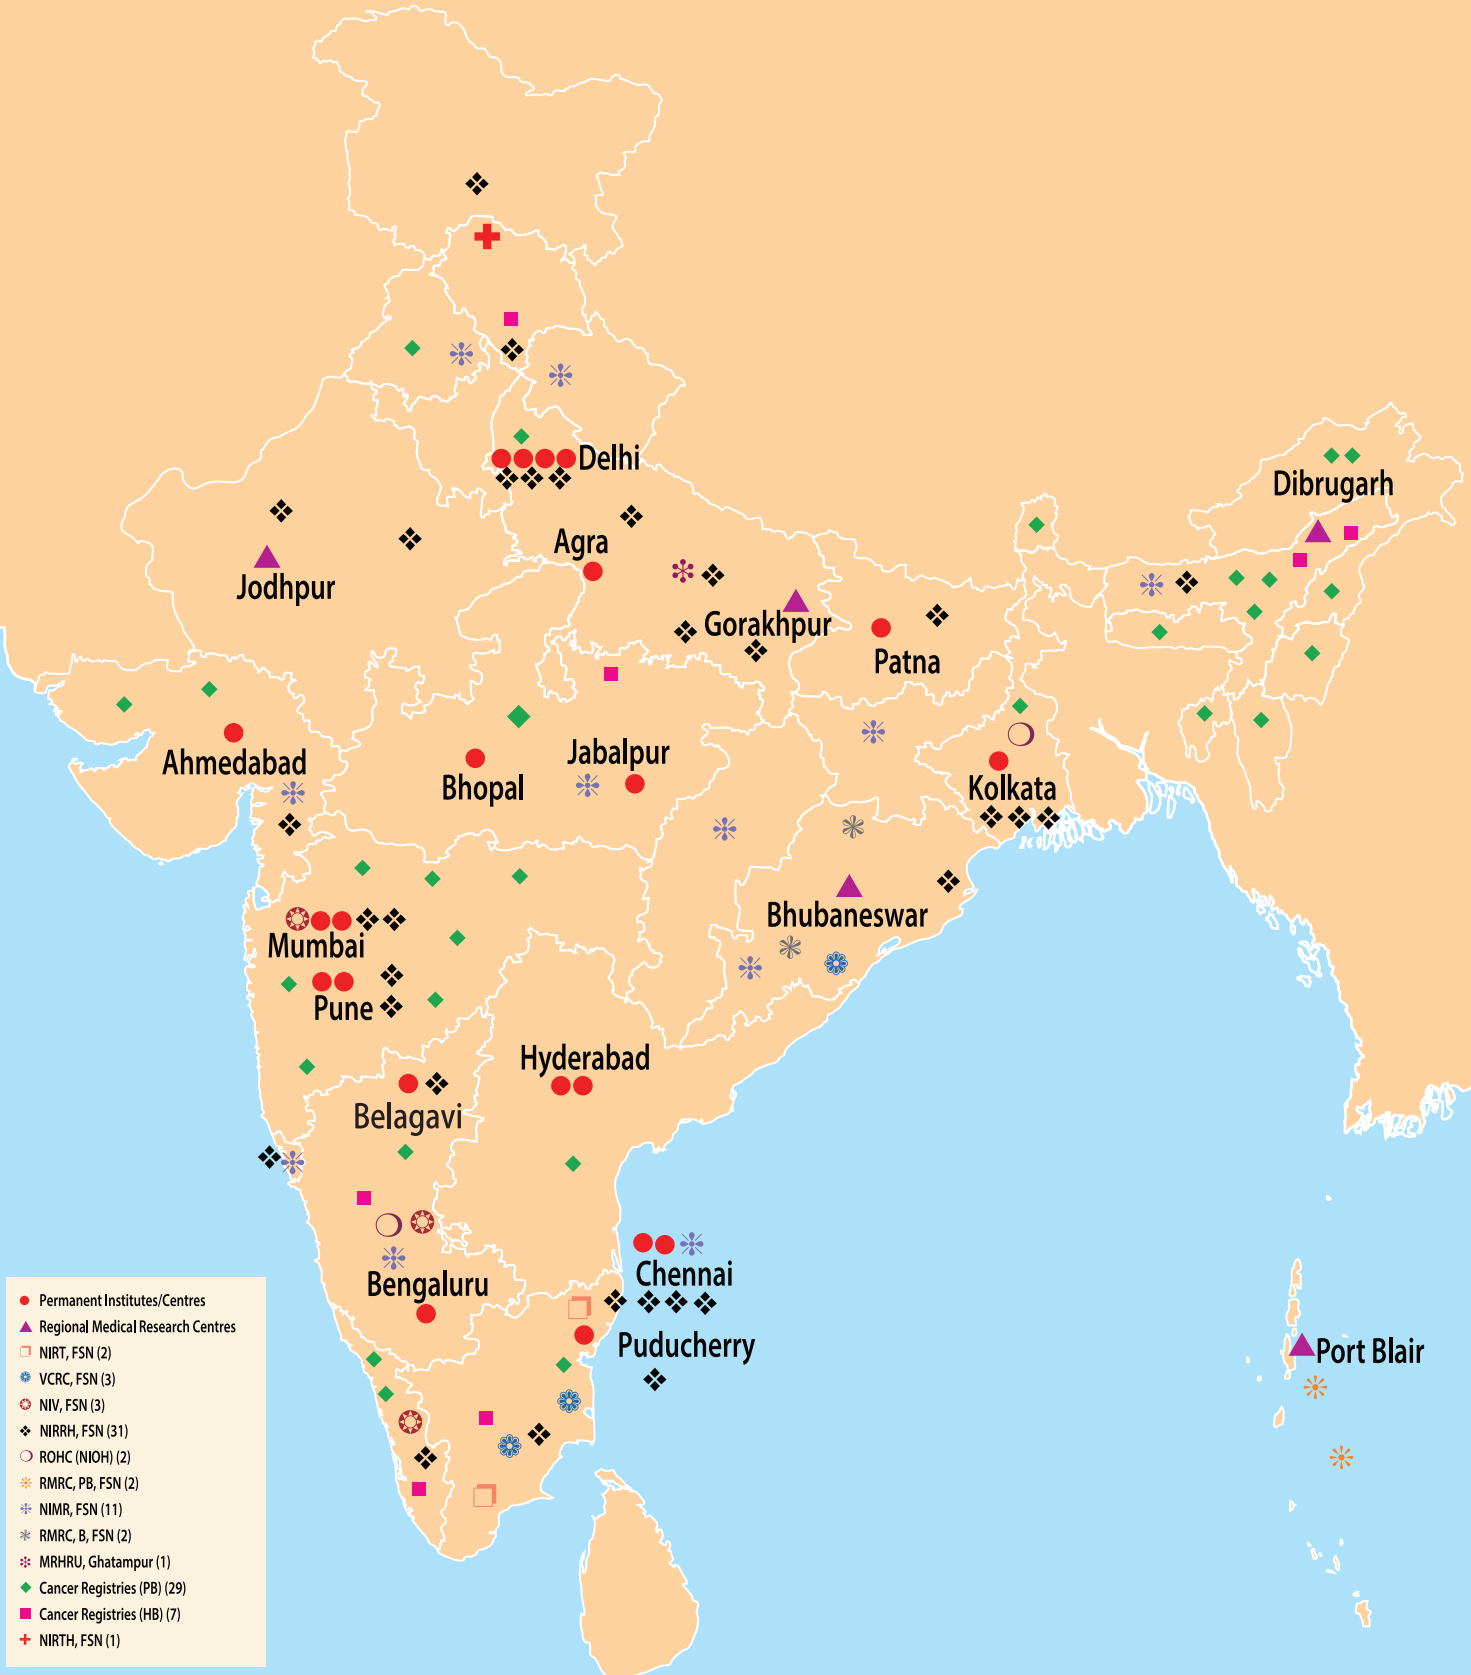 Delhi
Dibrugarh
Agra
Jodhpur
Gorakhpur
Patna
Ahmedabad
Jabalpur
Bhopal
Kolkata
Bhubaneswar
Mumbai
Pune
Hyderabad
Belagavi
Chennai
Bengaluru
Puducherry
Port Blair
Permanent Institutes/Centres
Regional Medical Research Centres
NIRT, FSN (2)
VCRC, FSN (3)
NIV, FSN (3)
NIRRH, FSN (31)
ROHC (NIOH) (2)
RMRC, PB, FSN (2)
NIMR, FSN (11)
RMRC, B, FSN (2)
MRHRU, Ghatampur (1)
Cancer Registries (PB) (29)
Cancer Registries (HB) (7)
NIRTH, FSN (1)